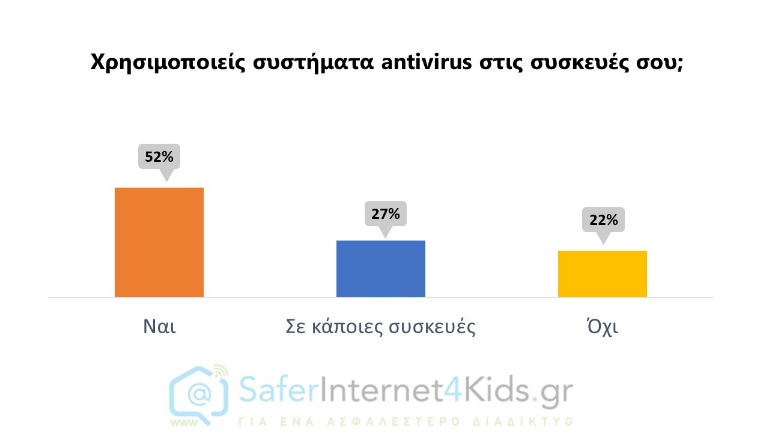 Χρησιμοποιείς συστήματα antivirus στις συσκευές σου;
52%
27%
22%
Ναι
Σε κάποιες συσκευές
Όχι
@
SaferInternet4Kids.gr
www
ΓΙΑ ΕΝΑ ΑΣΦΑΛΕΣΤΕΡΟ ΔΙΑΔΙΚΤΥΟ